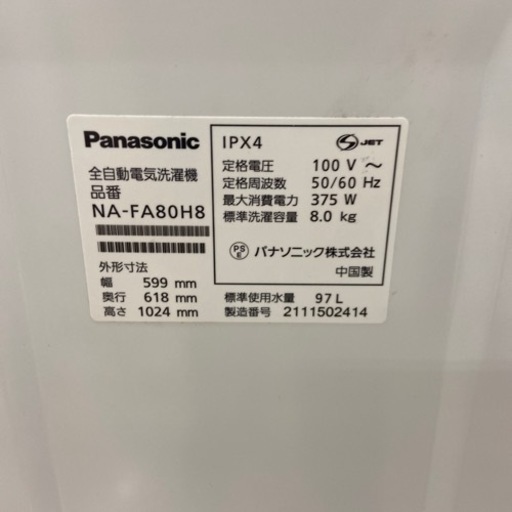 Panasonic
全自動電気洗濯機
品番
NA-FA80H8
外形寸法
幅 599 mm
奥行 618 mm
高さ 1024 mm
IPX4
S JET
定格電圧 100 V ～
定格周波数 50/60 Hz
最大消費電力 375 W
標準洗濯容量 8.0 kg
PS E パナソニック株式会社
中国製
標準使用水量 97 L
製造番号 2111502414